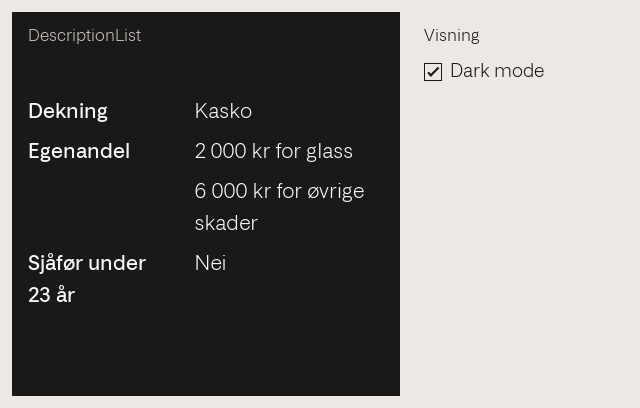 DescriptionList
Dekning Kasko
Egenandel 2 000 kr for glass
6 000 kr for øvrige
skader
Sjåfør under Nei
23 år
Visning
Dark mode